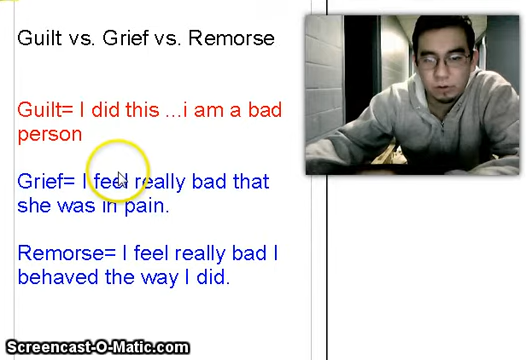 Guilt vs. Grief vs. Remorse
Guilt= I did this ...i am a bad
person
Grief= I feel really bad that
she was in pain.
Remorse= I feel really bad I
behaved the way I did.
Screencast-O-Matic.com